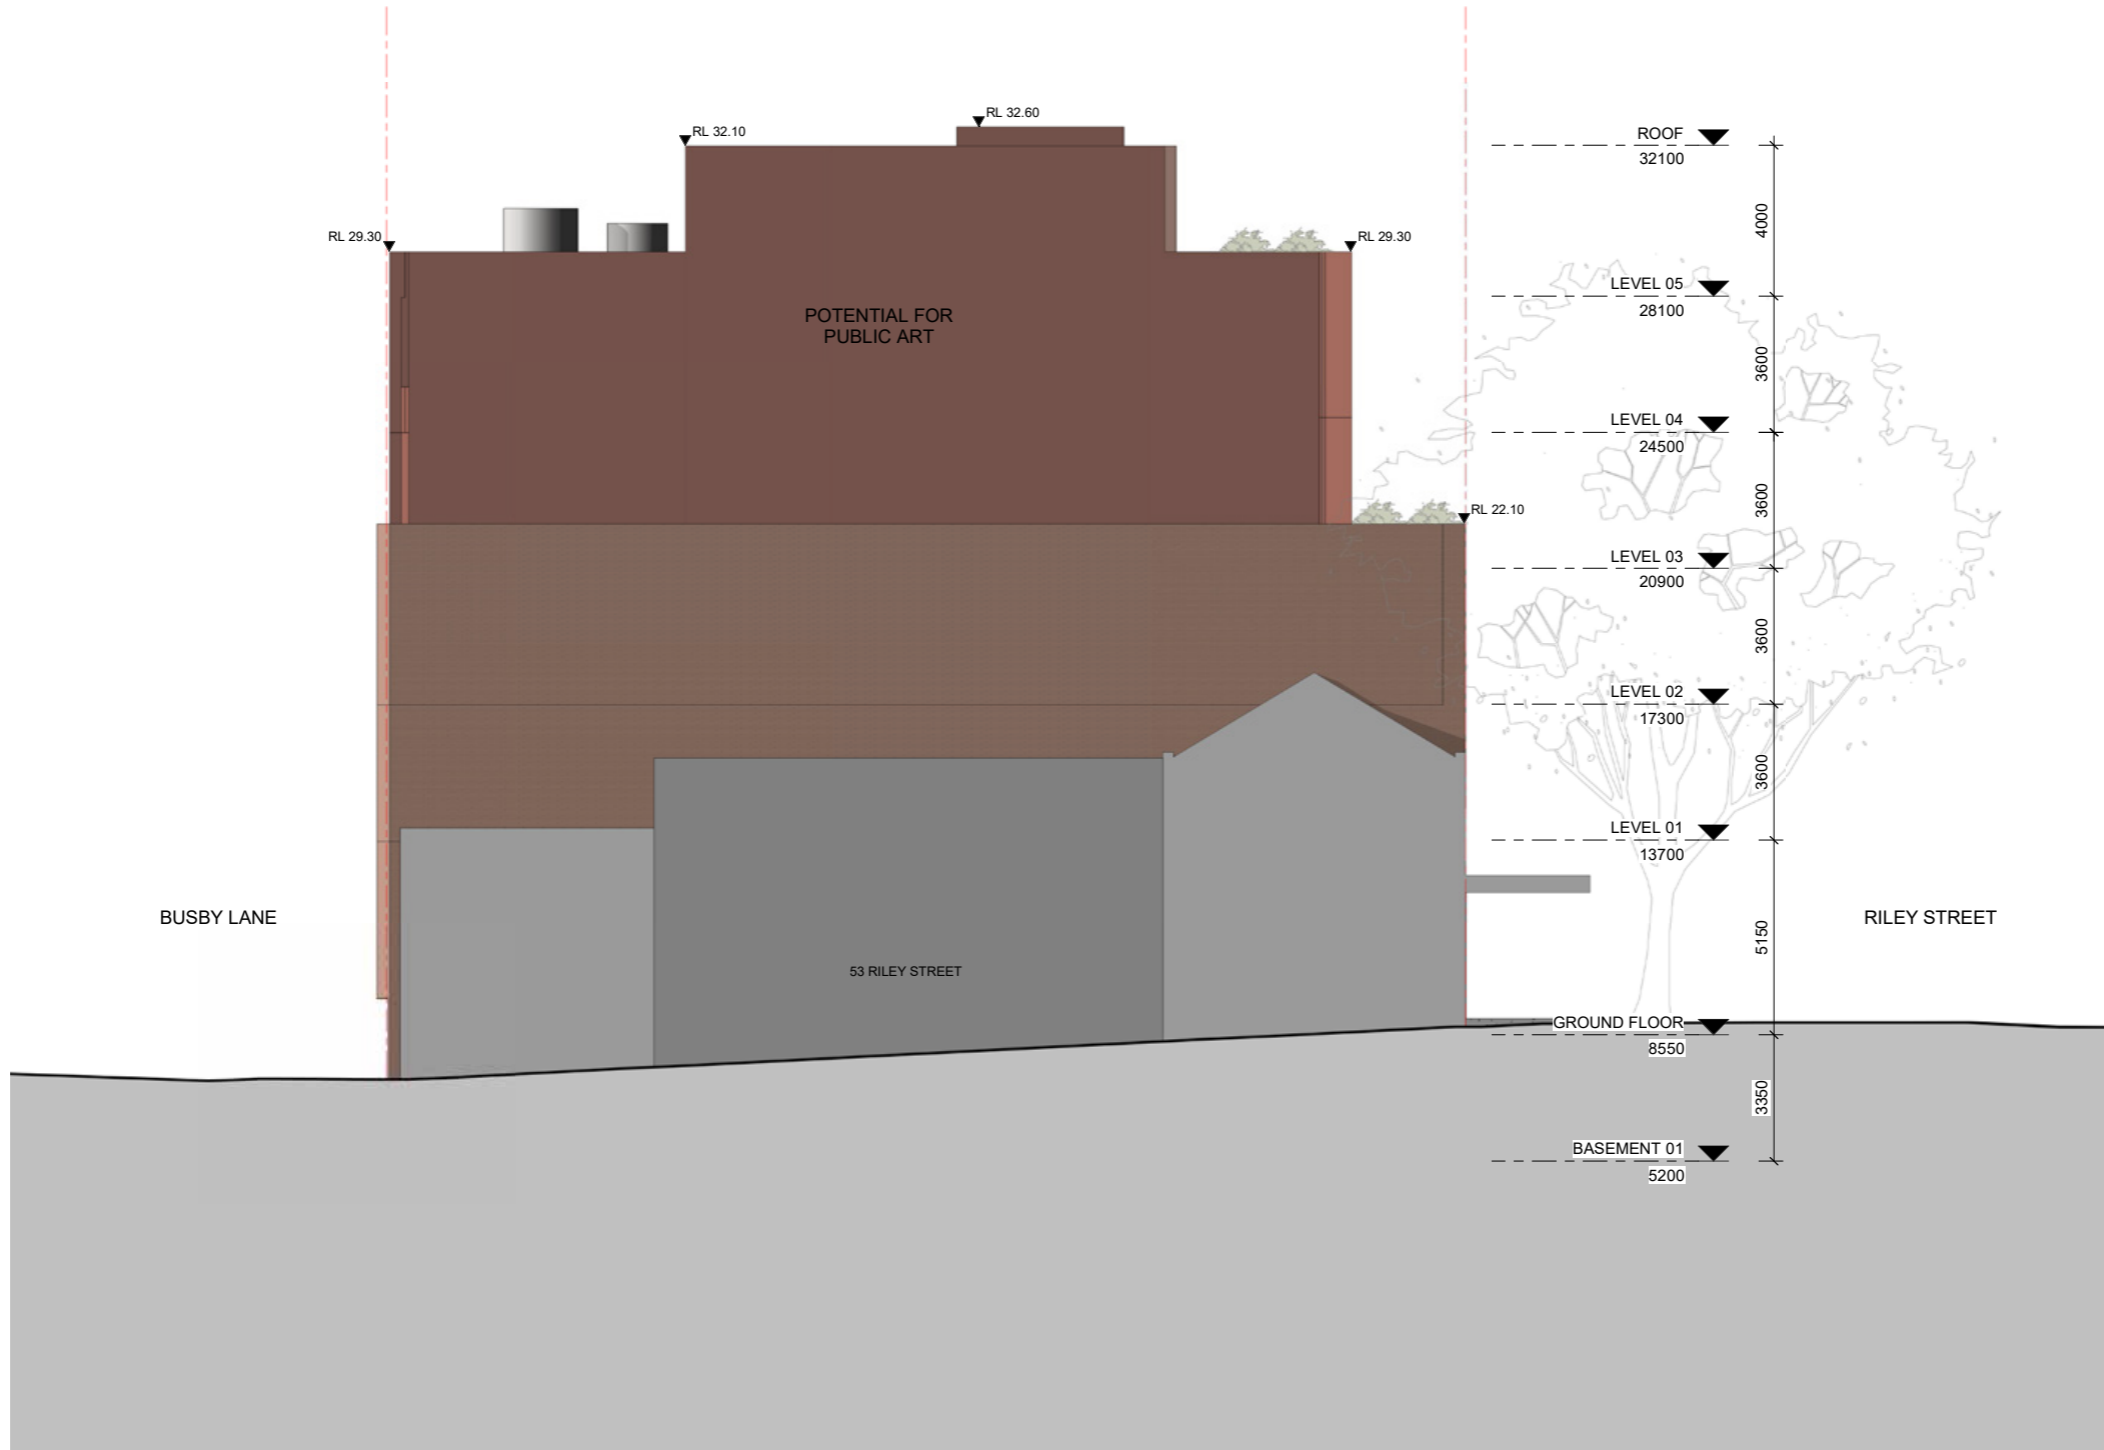 RL 32.60
RL 32.10
ROOF
32100
4000
RL 29.30
RL 29.30
LEVEL 05
28100
POTENTIAL FOR
PUBLIC ART
3600
LEVEL 04
24500
3600
RL 22.10
LEVEL 03
20900
3600
LEVEL 02
17300
3600
LEVEL 01
13700
BUSBY LANE
RILEY STREET
5150
53 RILEY STREET
GROUND FLOOR
8550
3350
BASEMENT 01
5200